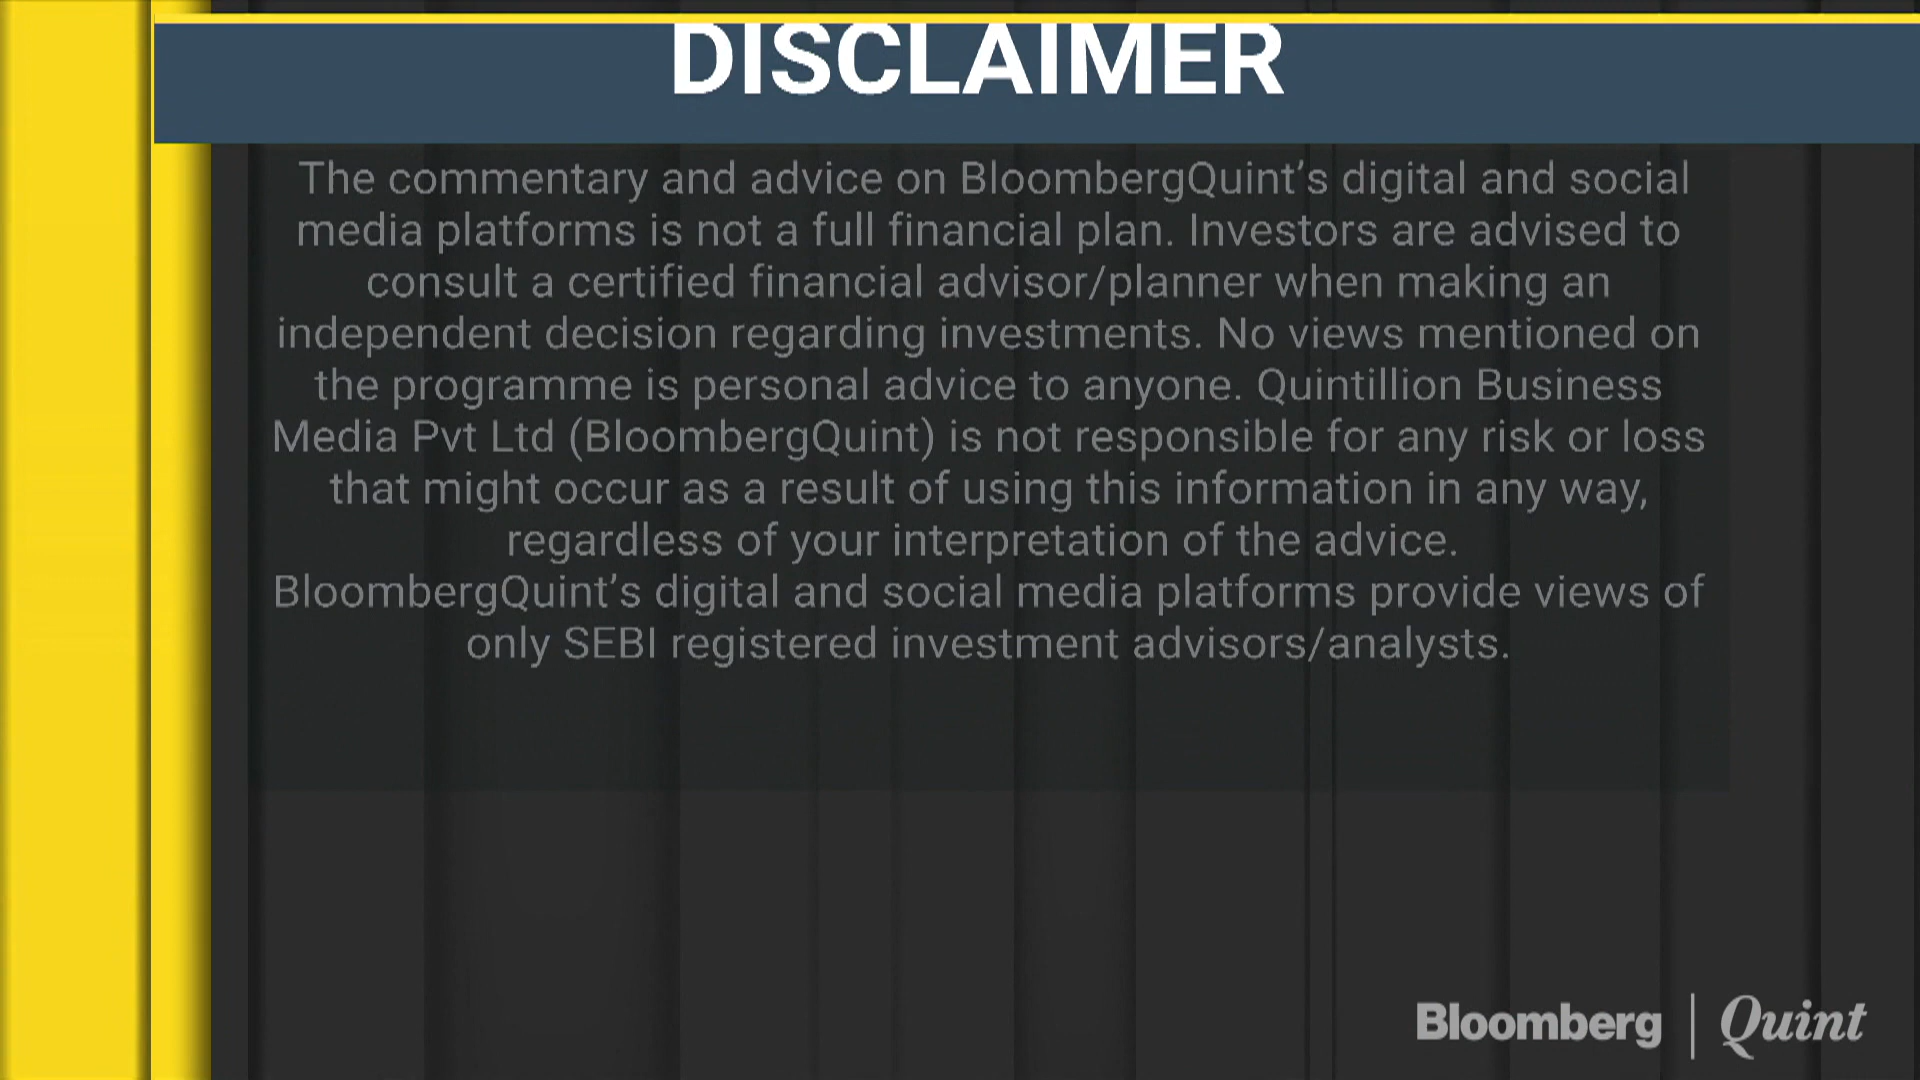 DISCLAIMER
The commentary and advice on BloombergQuint’s digital and social
media platforms is not a full financial plan. Investors are advised to
consult a certified financial advisor/planner when making an
independent decision regarding investments. No views mentioned on
the programme is personal advice to anyone. Quintillion Business
Media Pvt Ltd (BloombergQuint) is not responsible for any risk or loss
that might occur as a result of using this information in any way,
regardless of your interpretation of the advice.
BloombergQuint’s digital and social media platforms provide views of
only SEBI registered investment advisors/analysts.
Bloomberg | Quint